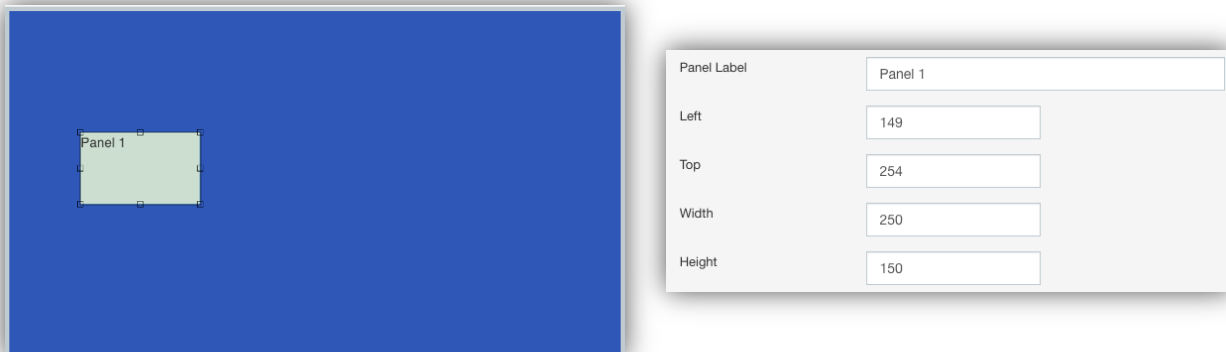 Panel 1
Panel Label
Panel 1
Left
149
Top
254
Width
250
Height
150